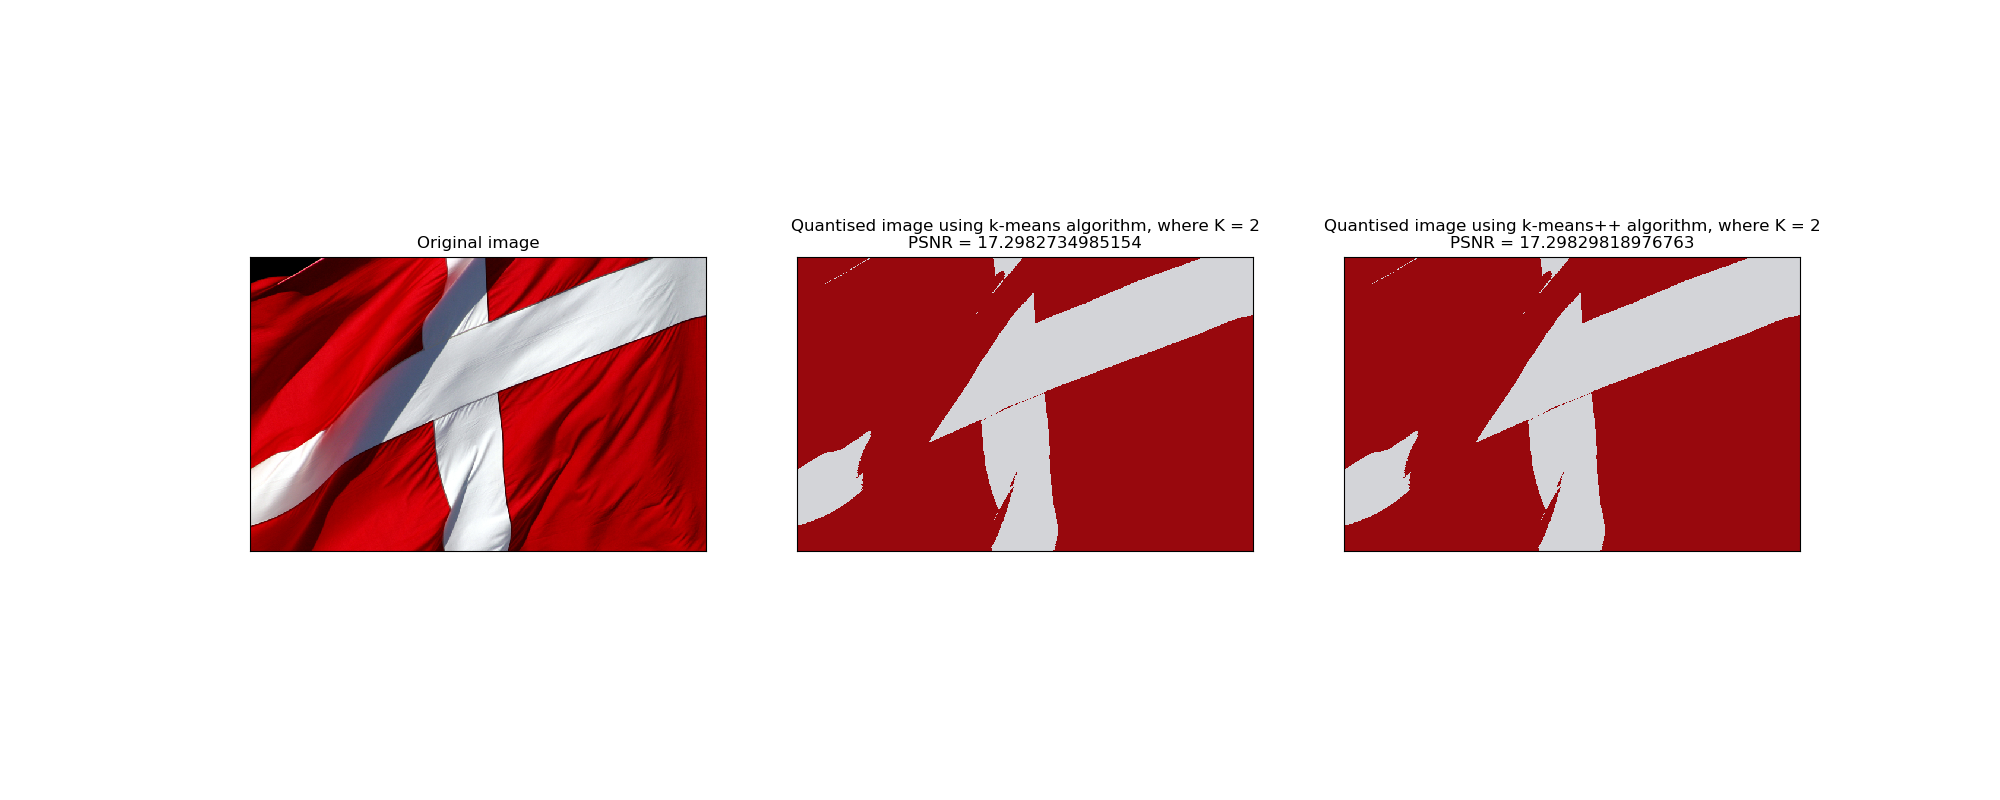 Original image
Quantised image using k-means algorithm, where K = 2
PSNR = 17.2982734985154
Quantised image using k-means++ algorithm, where K = 2
PSNR = 17.29829818976763